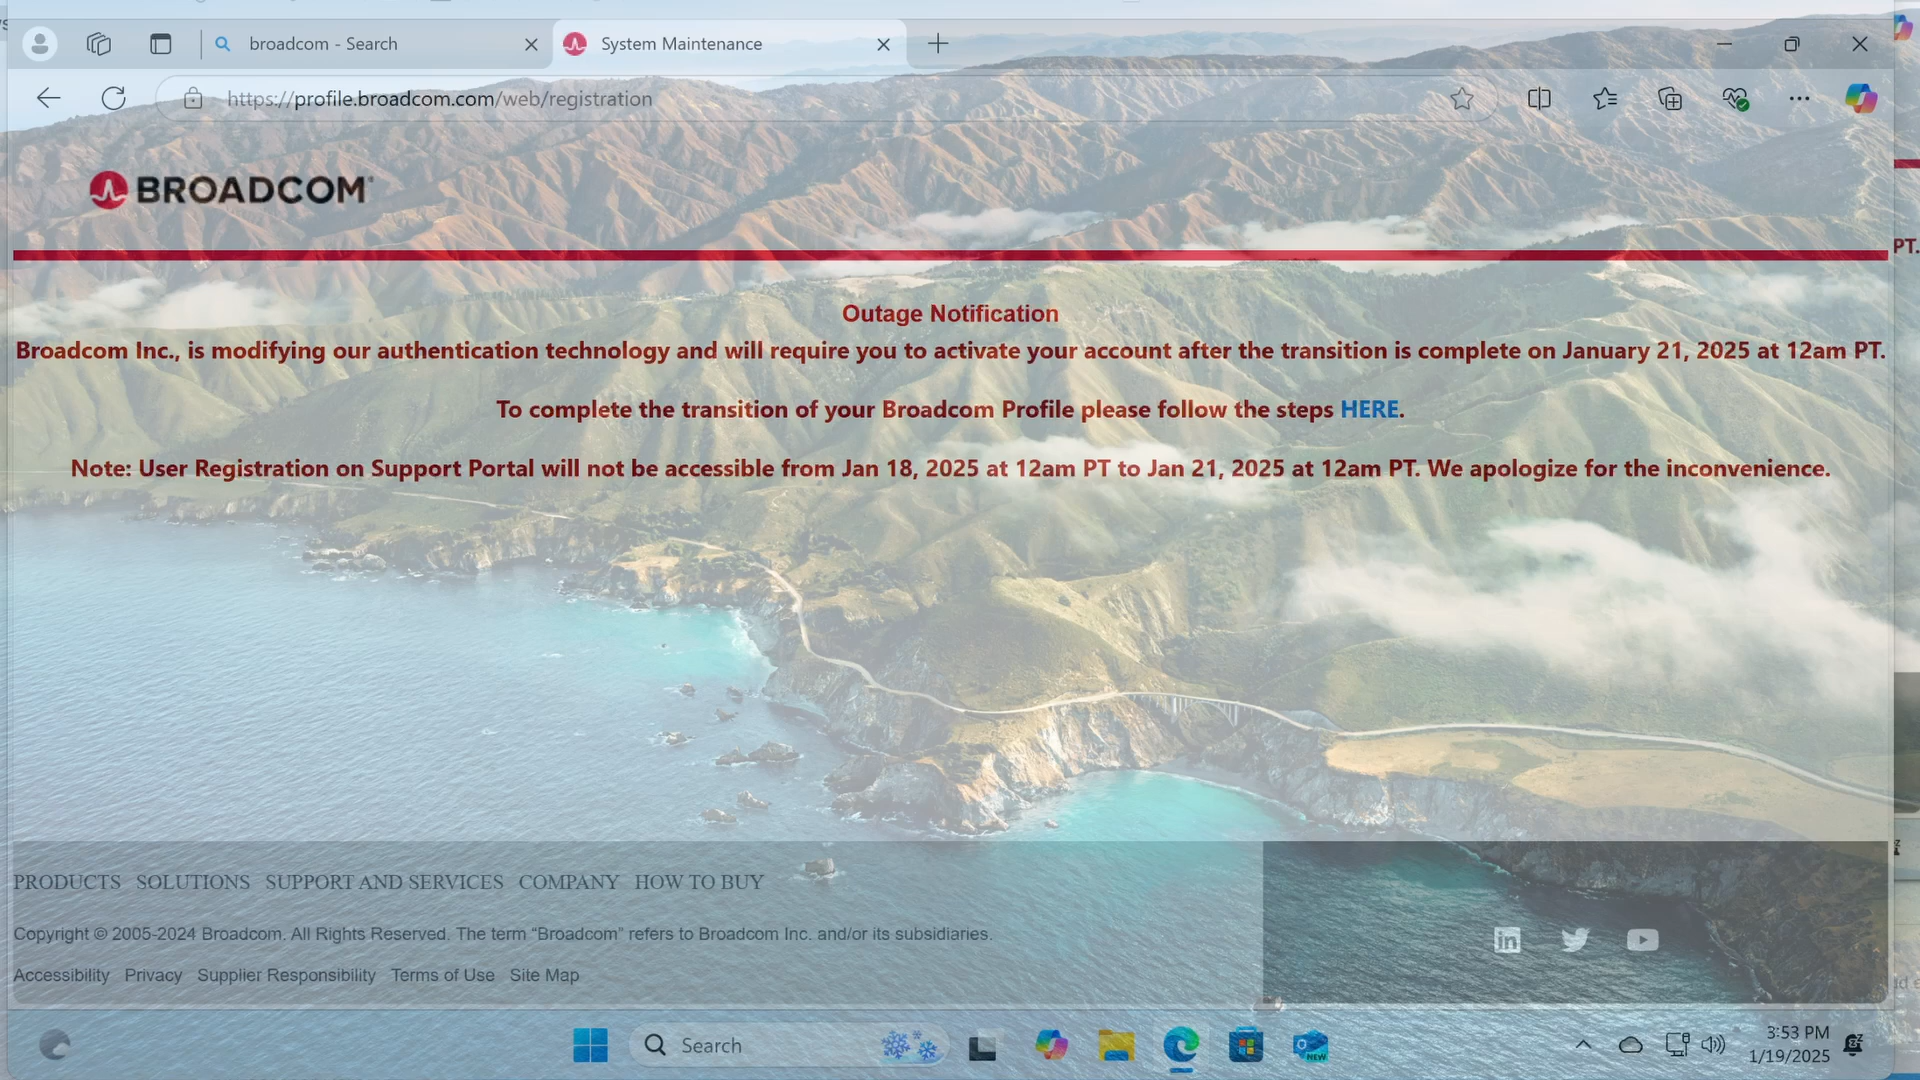 broadcom - Search
System Maintenance
https://profile.broadcom.com/web/registration
BROADCOM
PT.
Outage Notification
Broadcom Inc., is modifying our authentication technology and will require you to activate your account after the transition is complete on January 21, 2025 at 12am PT.
To complete the transition of your Broadcom Profile please follow the steps HERE.
Note: User Registration on Support Portal will not be accessible from Jan 18, 2025 at 12am PT to Jan 21, 2025 at 12am PT. We apologize for the inconvenience.
PRODUCTS SOLUTIONS SUPPORT AND SERVICES COMPANY HOW TO BUY
Copyright © 2005-2024 Broadcom. All Rights Reserved. The term “Broadcom” refers to Broadcom Inc. and/or its subsidiaries.
in
Accessibility Privacy Supplier Responsibility Terms of Use Site Map
Search
NEW
3:53 PM
1/19/2025